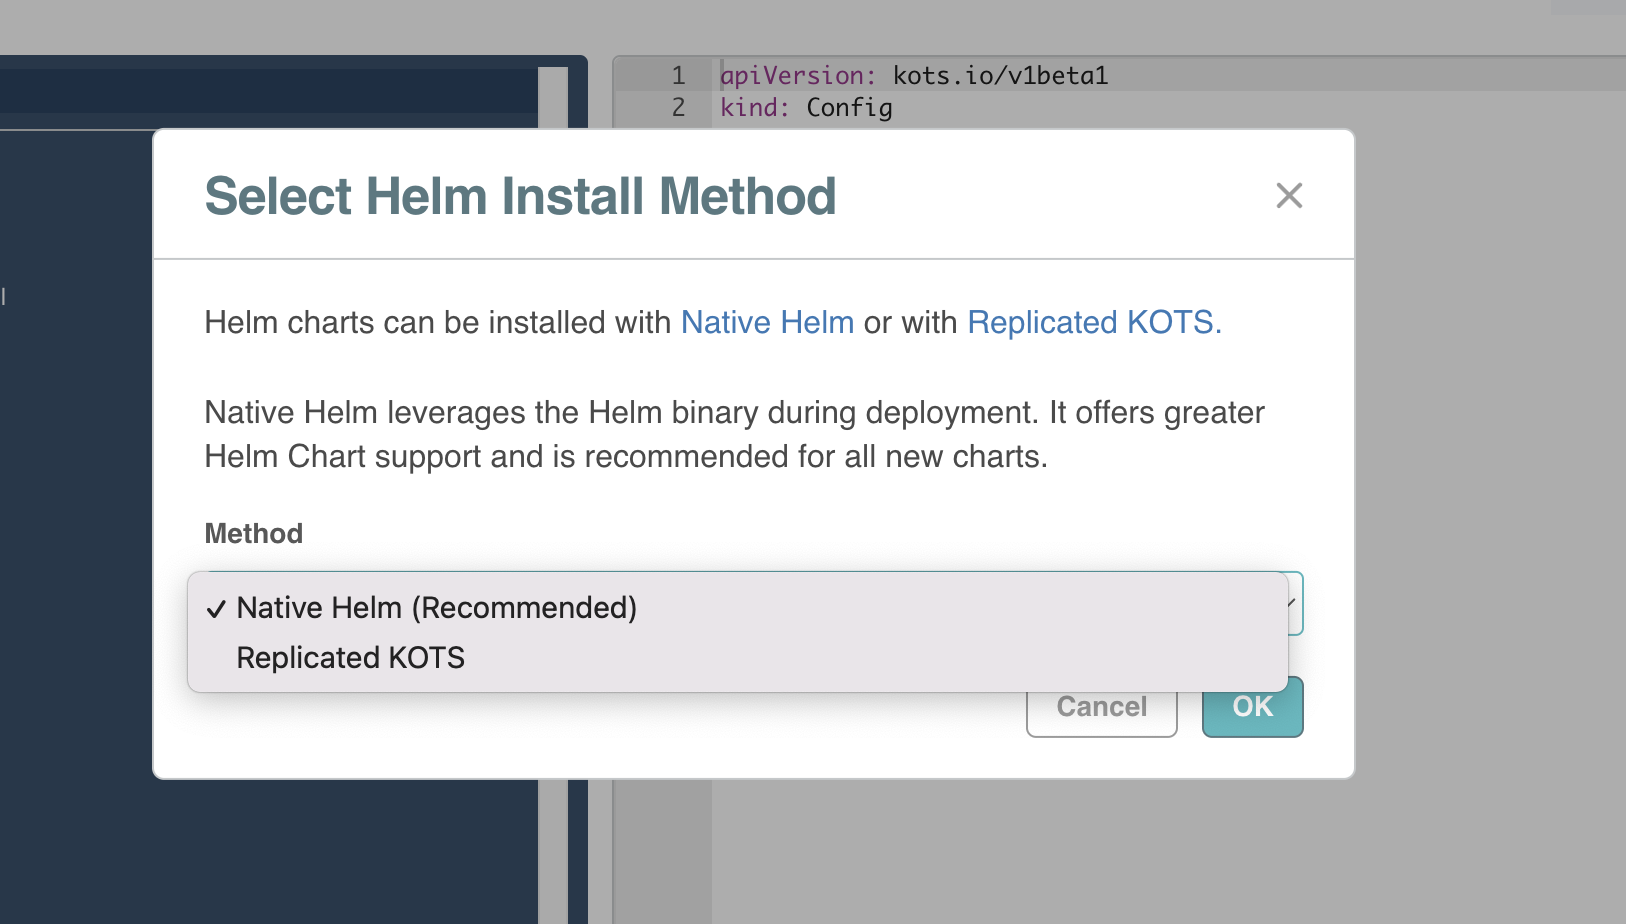 1 apiVersion: kots.io/v1beta1
2 kind: Config
Select Helm Install Method
Helm charts can be installed with Native Helm or with Replicated KOTS.
Native Helm leverages the Helm binary during deployment. It offers greater
Helm Chart support and is recommended for all new charts.
Method
✓ Native Helm (Recommended)
Replicated KOTS
Cancel
OK